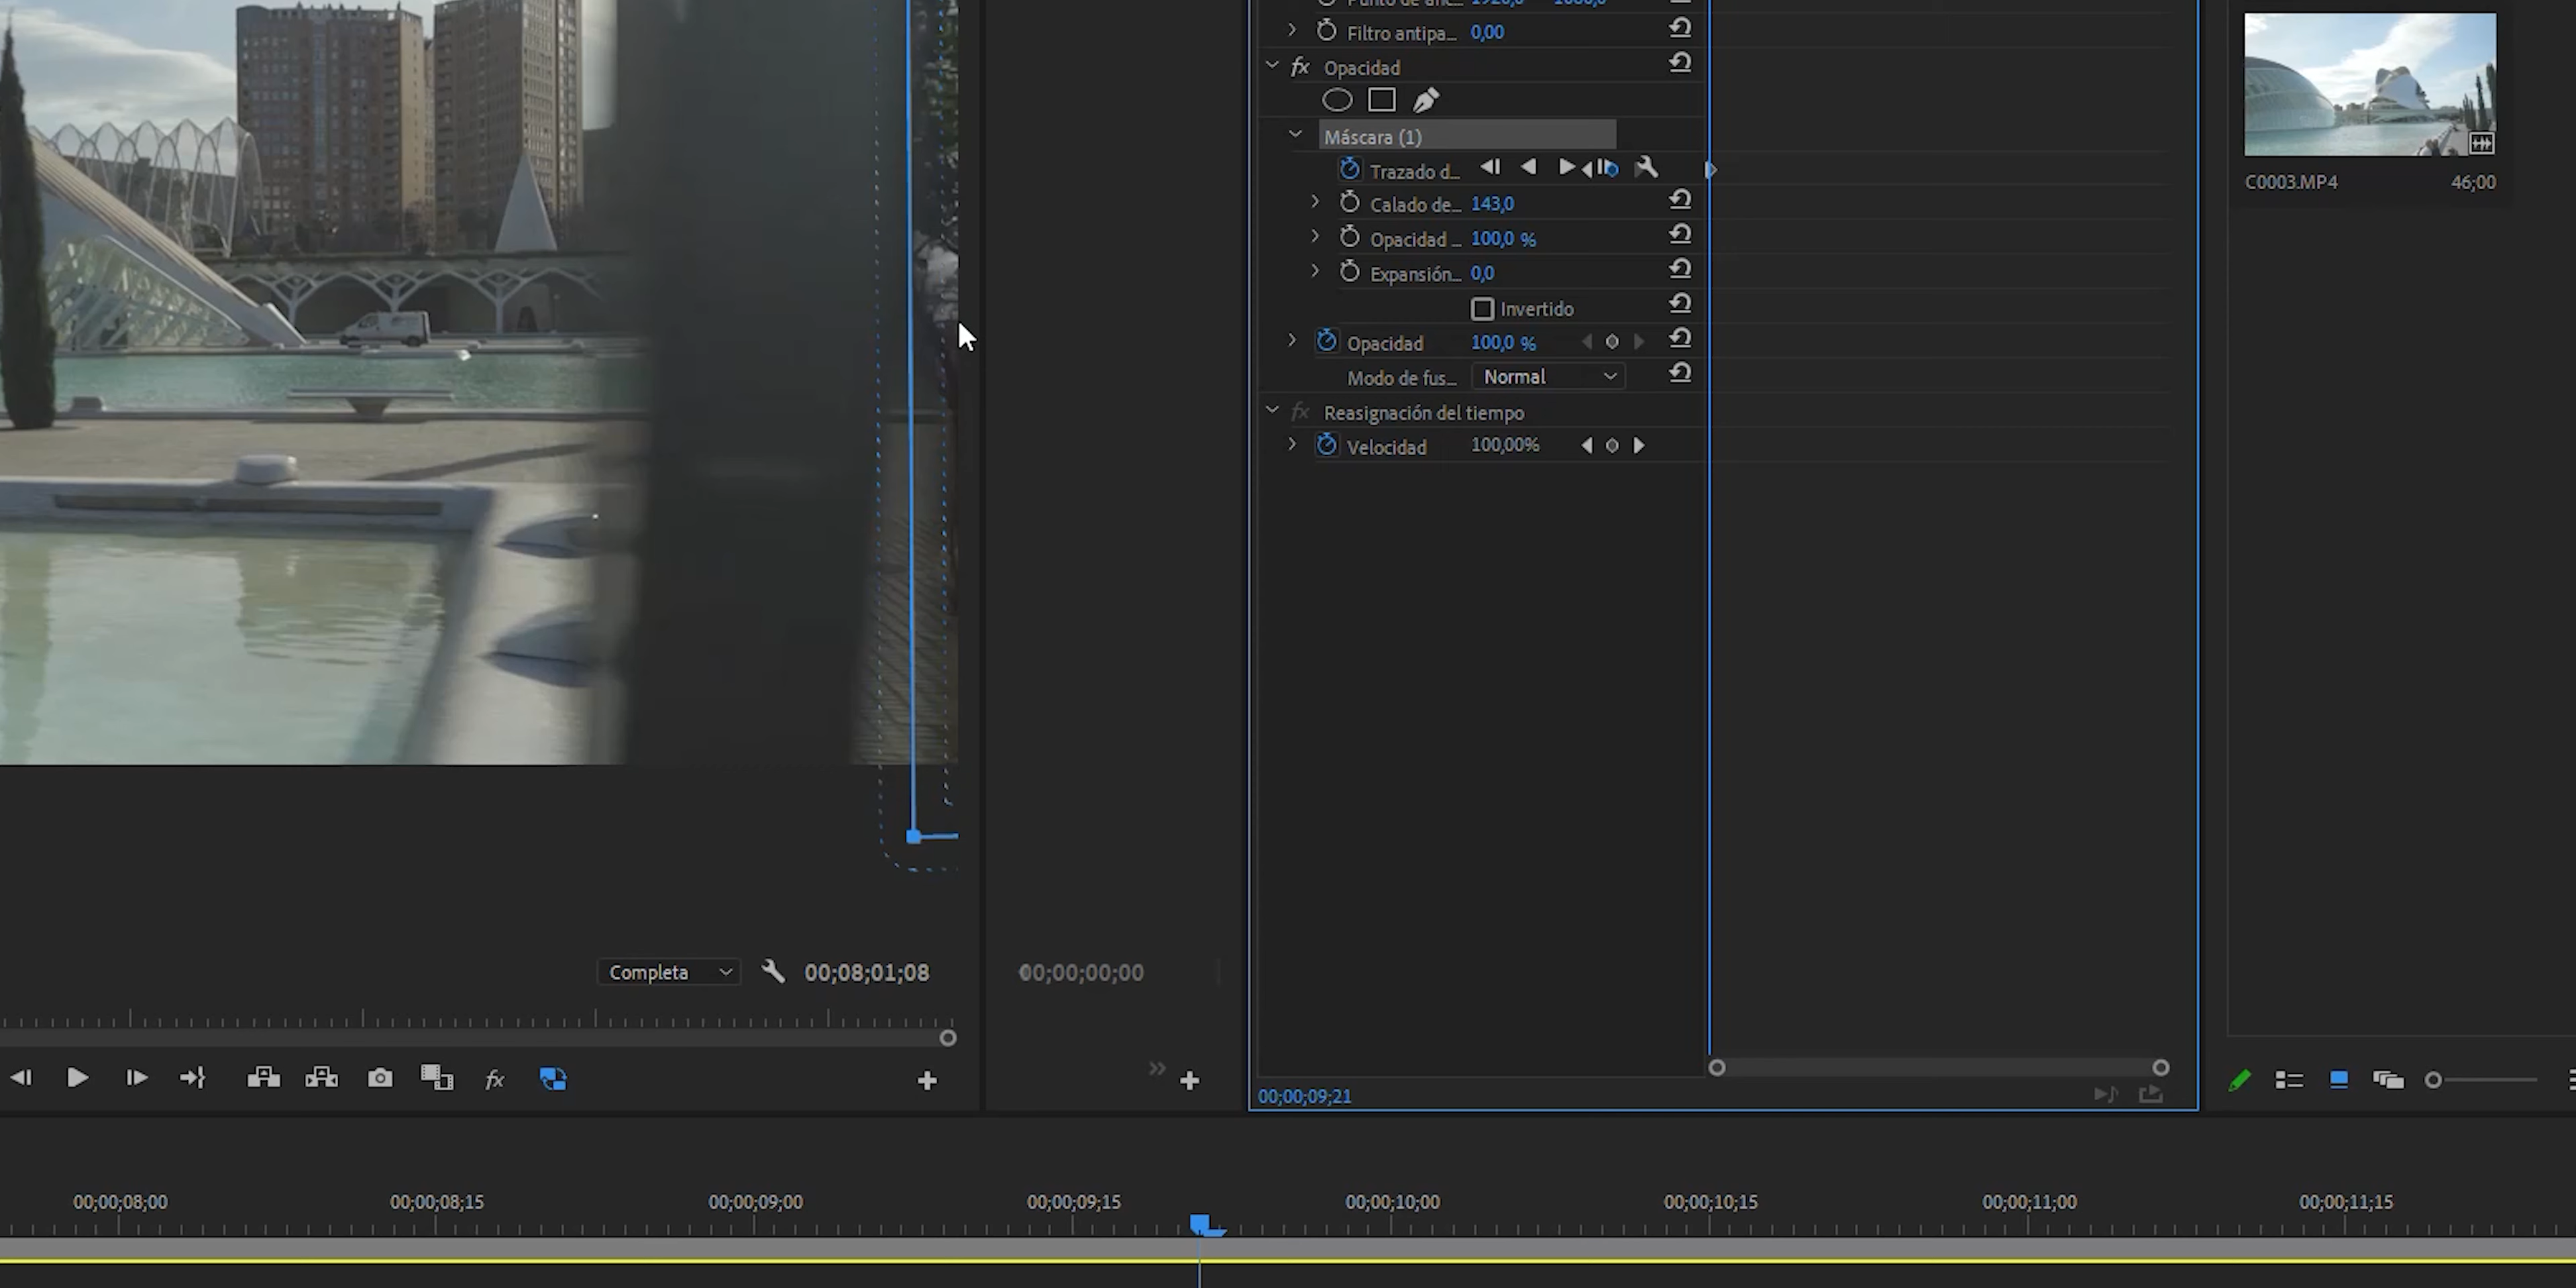 Filtro antipa... 0,00
fx Opacidad
Máscara (1)
Trazado d...
Calado de... 143,0
Opacidad ... 100,0 %
Expansión... 0,0
Invertido
Opacidad 100,0 %
Modo de fus... Normal
fx Reasignación del tiempo
Velocidad 100,00%
C0003.MP4 46;00
Completa 00;08;01;08
00;00;00;00
fx
00;00;09;21
00;00;08;00 00;00;08;15 00;00;09;00 00;00;09;15 00;00;10;00 00;00;10;15 00;00;11;00 00;00;11;15